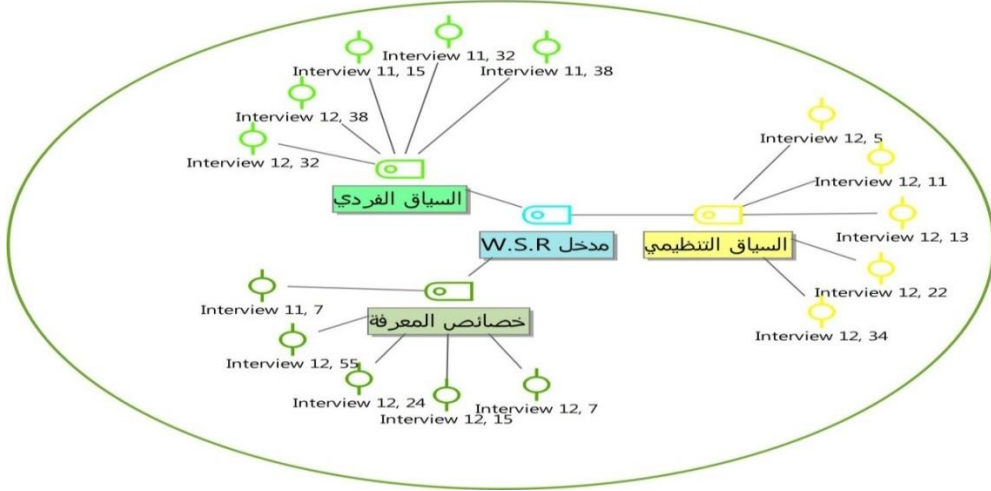 Interview 11, 32
Interview 11, 15
Interview 11, 38
Interview 12, 38
Interview 12, 32
السياق الفردي
Interview 12, 5
Interview 12, 11
Interview 12, 13
Interview 12, 22
Interview 12, 34
السياق التنظيمي
مدخل W.S.R
خصائص المعرفة
Interview 11, 7
Interview 12, 55
Interview 12, 24
Interview 12, 15
Interview 12, 7